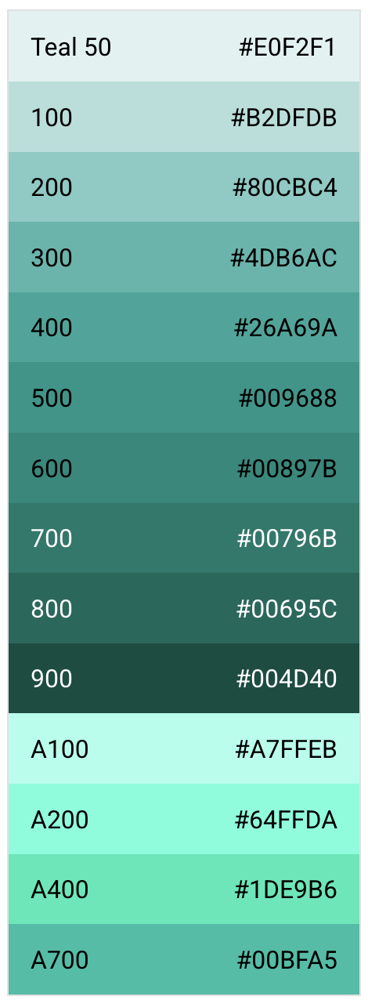 Teal 50 #E0F2F1
100 #B2DFDB
200 #80CBC4
300 #4DB6AC
400 #26A69A
500 #009688
600 #00897B
700 #00796B
800 #00695C
900 #004D40
A100 #A7FFEB
A200 #64FFDA
A400 #1DE9B6
A700 #00BFA5